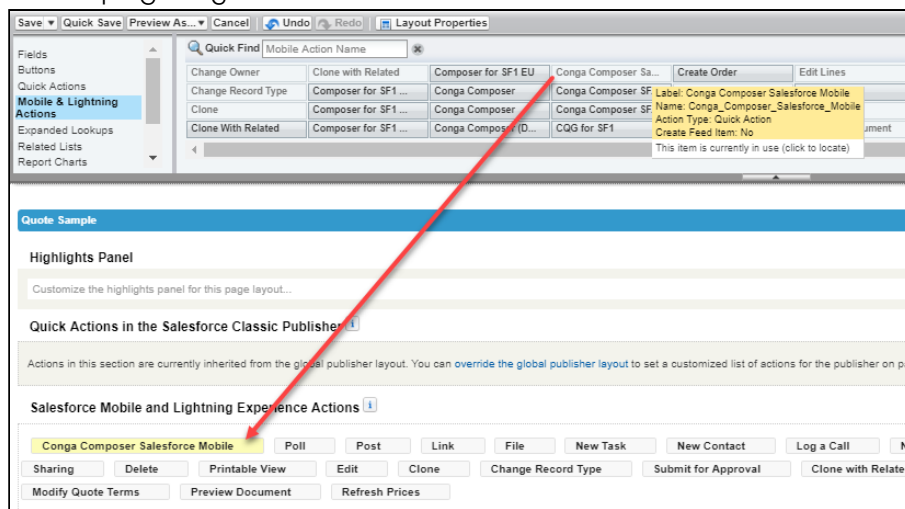 Save ▼ Quick Save Preview As... ▼ Cancel Undo Redo Layout Properties
Fields
Buttons
Quick Actions
Mobile & Lightning
Actions
Expanded Lookups
Related Lists
Report Charts
Quick Find Mobile Action Name
Change Owner Clone with Related Composer for SF1 EU Conga Composer Sa... Create Order Edit Lines
Change Record Type Composer for SF1 ... Conga Composer Conga Composer SF
Clone Composer for SF1 ... Conga Composer Conga Composer SF
Clone With Related Composer for SF1 ... Conga Composer (D... CQG for SF1
Label: Conga Composer Salesforce Mobile
Name: Conga_Composer_Salesforce_Mobile
Action Type: Quick Action
Create Feed Item: No
This item is currently in use (click to locate)
Quote Sample
Highlights Panel
Customize the highlights panel for this page layout...
Quick Actions in the Salesforce Classic Publisher
Actions in this section are currently inherited from the global publisher layout. You can override the global publisher layout to set a customized list of actions for the publisher on p
Salesforce Mobile and Lightning Experience Actions
Conga Composer Salesforce Mobile Poll Post Link File New Task New Contact Log a Call
Sharing Delete Printable View Edit Clone Change Record Type Submit for Approval Clone with Relate
Modify Quote Terms Preview Document Refresh Prices